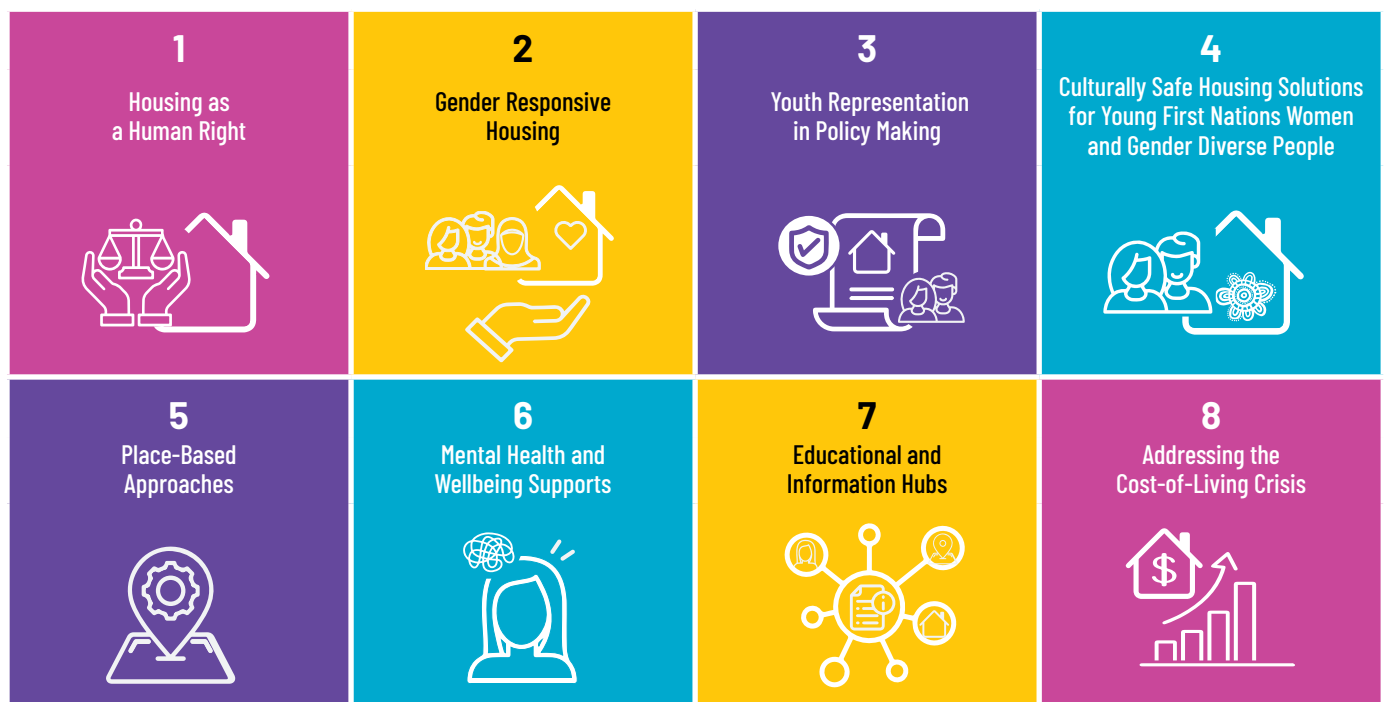 1
Housing as
a Human Right
2
Gender Responsive
Housing
3
Youth Representation
in Policy Making
4
Culturally Safe Housing Solutions
for Young First Nations Women
and Gender Diverse People
5
Place-Based
Approaches
6
Mental Health and
Wellbeing Supports
7
Educational and
Information Hubs
i
8
Addressing the
Cost-of-Living Crisis
$